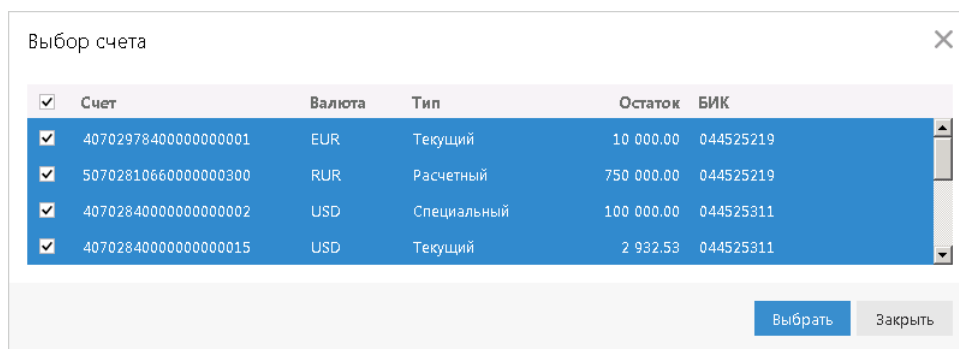 Выбор счета
Счет Валюта Тип Остаток БИК
40702978400000000001 EUR Текущий 10 000.00 044525219
50702810660000000300 RUR Расчетный 750 000.00 044525219
40702840000000000002 USD Специальный 100 000.00 044525311
40702840000000000015 USD Текущий 2 932.53 044525311
Выбрать Закрыть